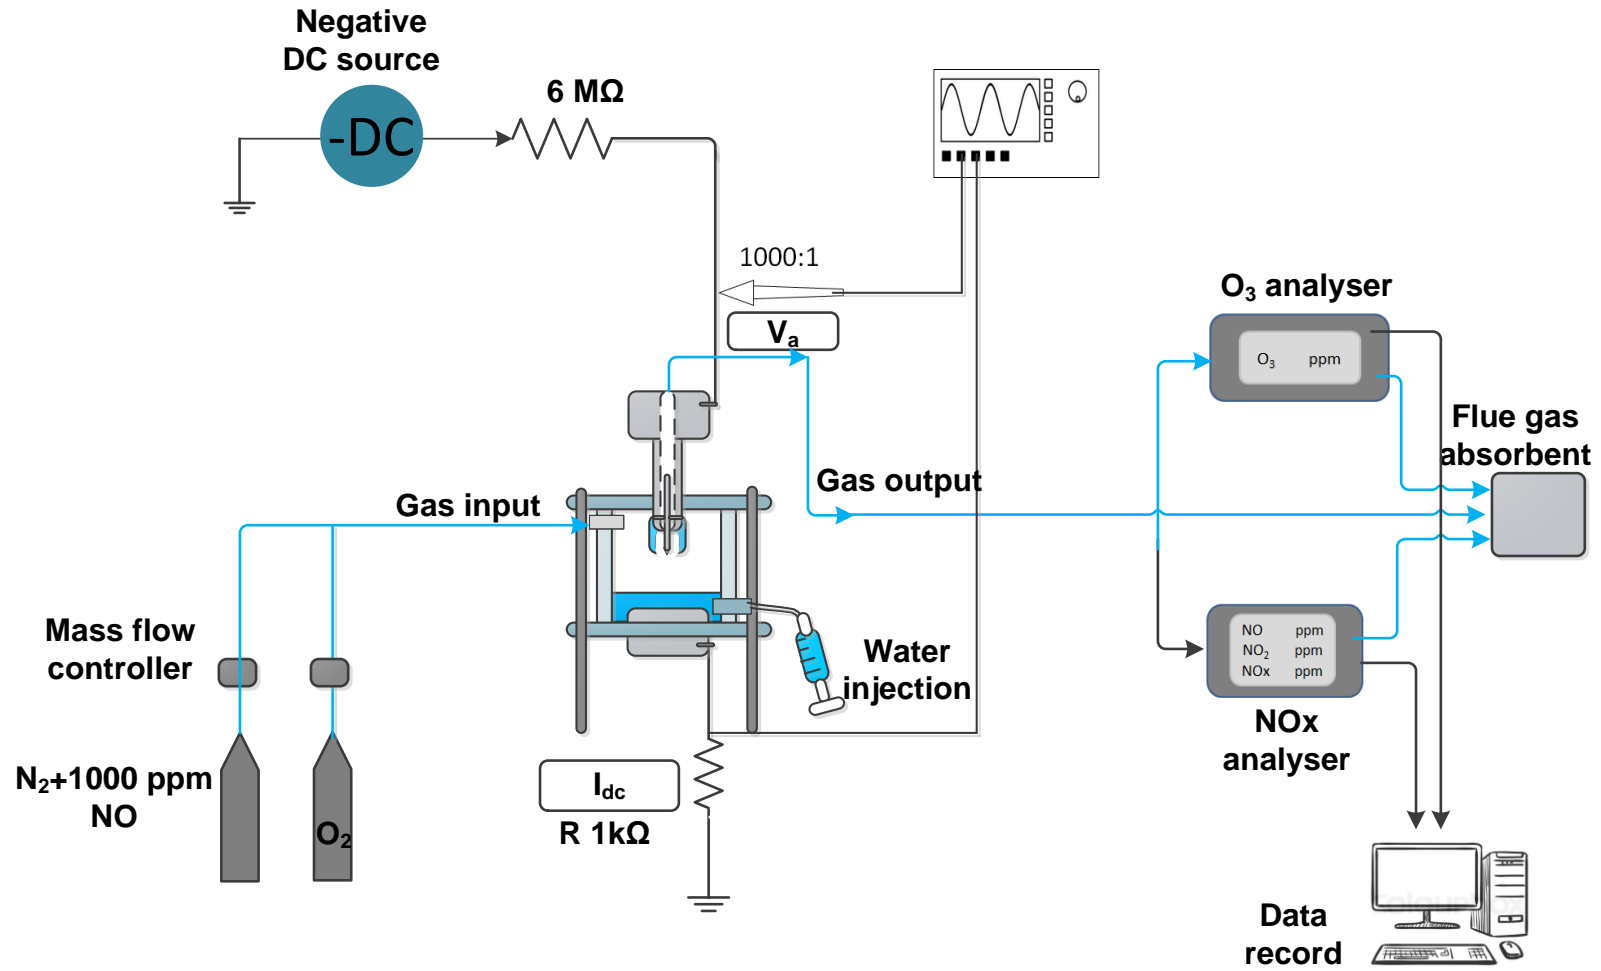 Negative
DC source
-DC
6 MΩ
1000:1
Vₐ
O₃ analyser
O₃ ppm
Flue gas
absorbent
Gas output
Gas input
Mass flow
controller
Water
injection
NO ppm
NO₂ ppm
NOx ppm
NOx
analyser
N₂+1000 ppm
NO
O₂
I_dc
R 1kΩ
Data
record